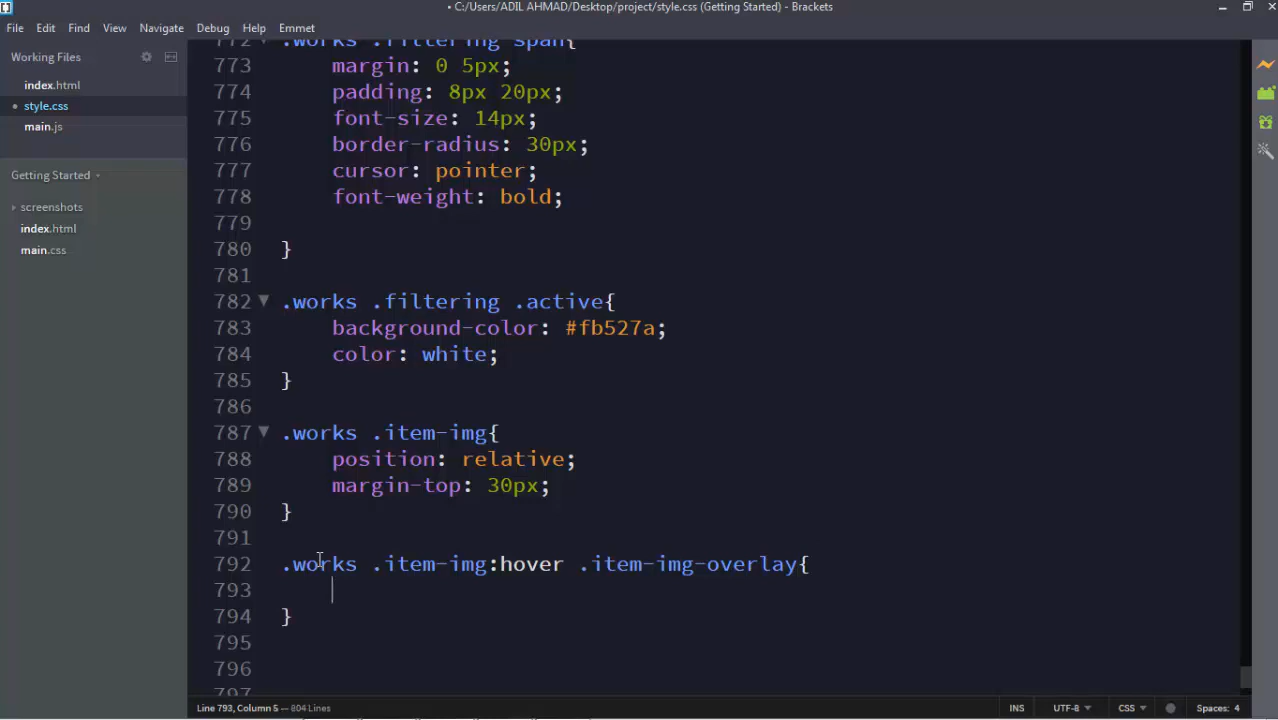 • C:/Users/ADIL AHMAD/Desktop/project/style.css (Getting Started) - Brackets
File Edit Find View Navigate Debug Help Emmet
Working Files
index.html
style.css
main.js
Getting Started
screenshots
index.html
main.css
772 .works .filtering span{
773 margin: 0 5px;
774 padding: 8px 20px;
775 font-size: 14px;
776 border-radius: 30px;
777 cursor: pointer;
778 font-weight: bold;
779
780 }
781
782 .works .filtering .active{
783 background-color: #fb527a;
784 color: white;
785 }
786
787 .works .item-img{
788 position: relative;
789 margin-top: 30px;
790 }
791
792 .works .item-img:hover .item-img-overlay{
793
794 }
795
796
797
Line 793, Column 5 — 804 Lines
INS UTF-8 CSS Spaces: 4